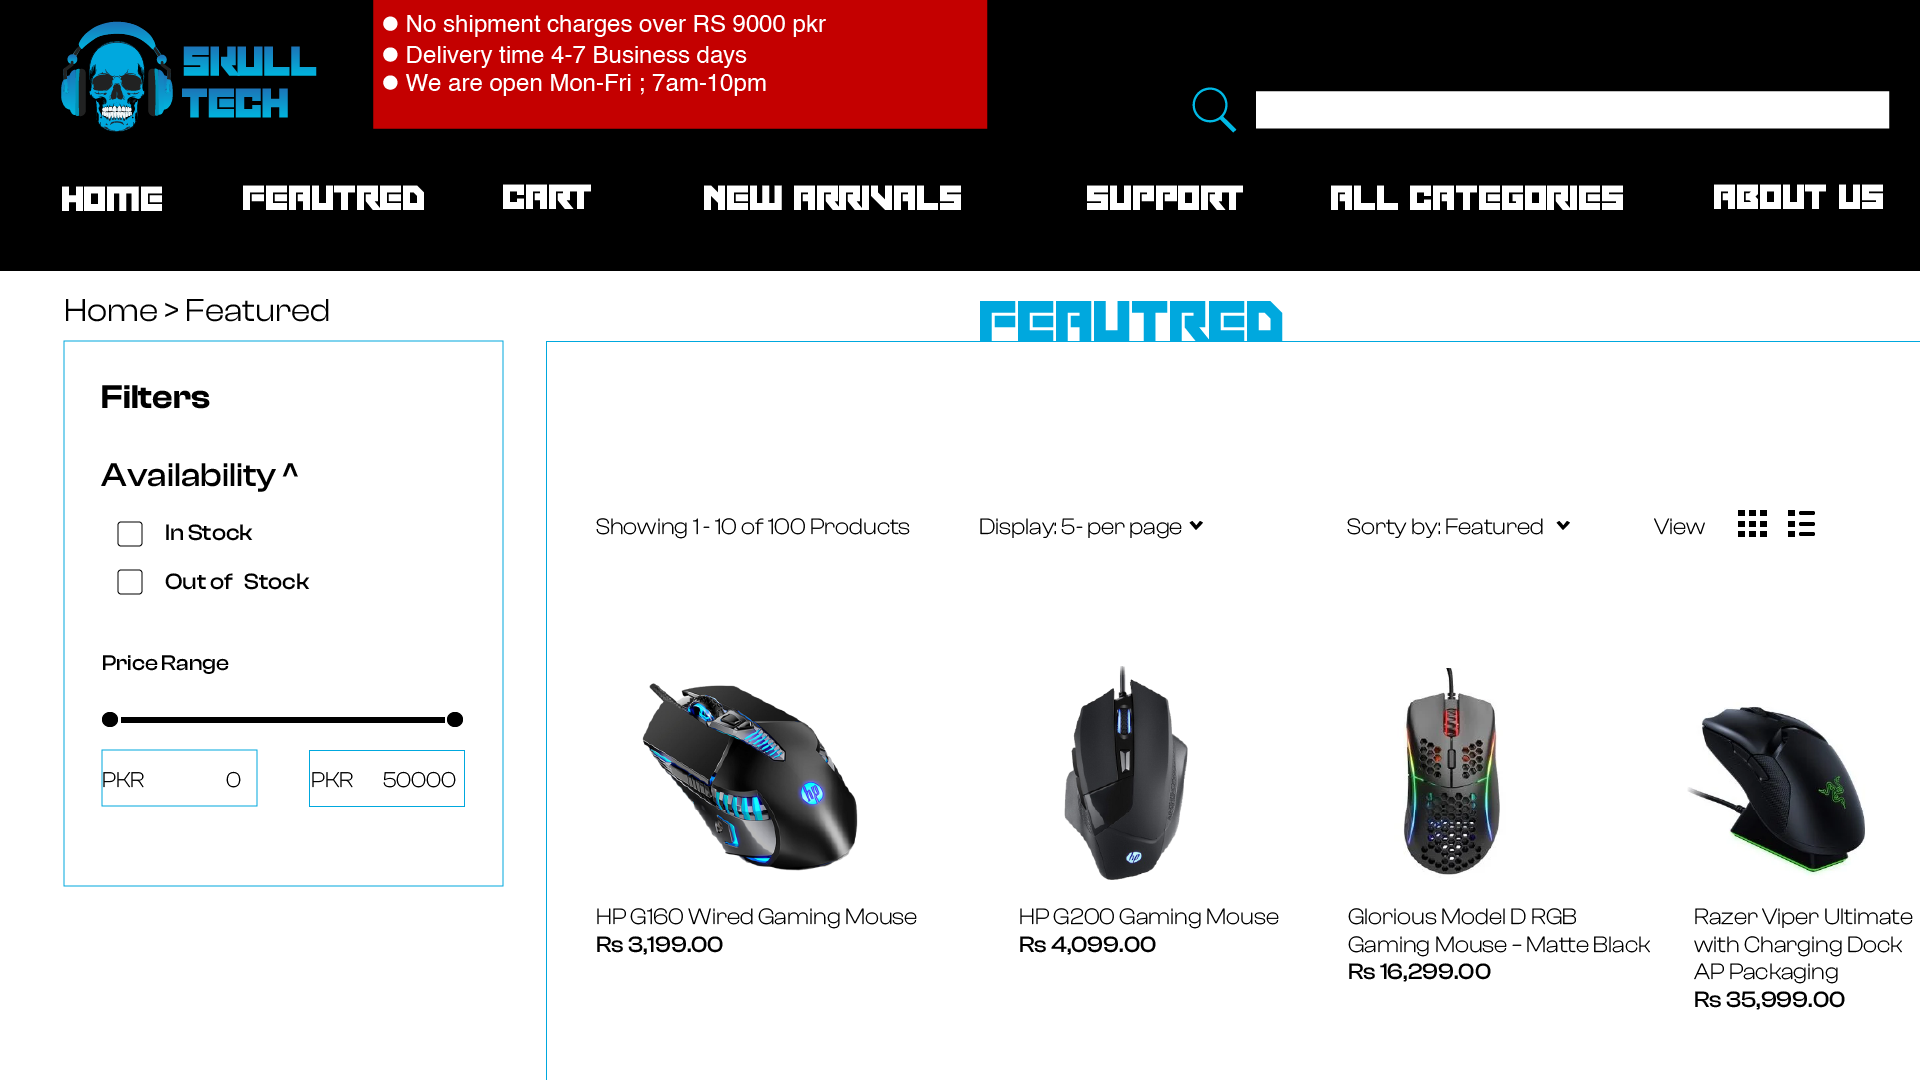 SKULL
TECH
No shipment charges over RS 9000 pkr
Delivery time 4-7 Business days
We are open Mon-Fri ; 7am-10pm
HOME FEAUTRED CART NEW ARRIVALS SUPPORT ALL CATEGORIES ABOUT US
Home > Featured
FEAUTRED
Filters
Availability ^
In Stock
Out of Stock
Price Range
PKR 0 PKR 50000
Showing 1 - 10 of 100 Products Display: 5- per page Sorty by: Featured View
HP G160 Wired Gaming Mouse
Rs 3,199.00
HP G200 Gaming Mouse
Rs 4,099.00
Glorious Model D RGB
Gaming Mouse – Matte Black
Rs 16,299.00
Razer Viper Ultimate
with Charging Dock
AP Packaging
Rs 35,999.00